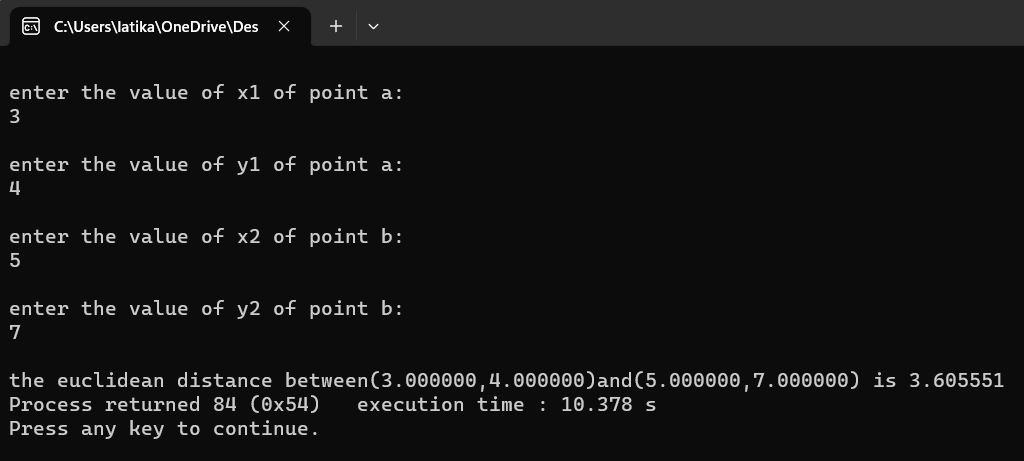 C:\Users\latika\OneDrive\Des
enter the value of x1 of point a:
3
enter the value of y1 of point a:
4
enter the value of x2 of point b:
5
enter the value of y2 of point b:
7
the euclidean distance between(3.000000,4.000000)and(5.000000,7.000000) is 3.605551
Process returned 84 (0x54)   execution time : 10.378 s
Press any key to continue.